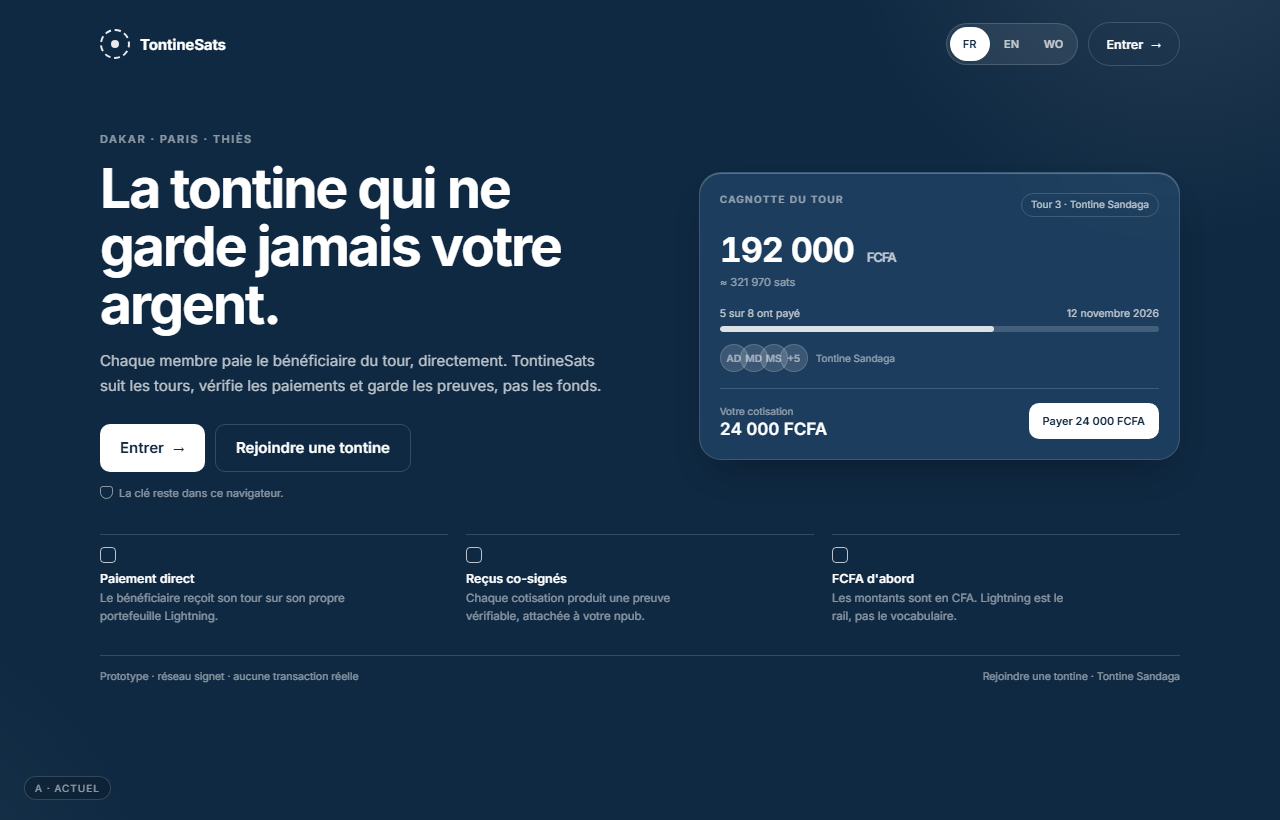 TontineSats
FR EN WO
Entrer →
DAKAR · PARIS · THIÈS
La tontine qui ne
garde jamais votre
argent.
Chaque membre paie le bénéficiaire du tour, directement. TontineSats
suit les tours, vérifie les paiements et garde les preuves, pas les fonds.
Entrer →
Rejoindre une tontine
La clé reste dans ce navigateur.
CAGNOTTE DU TOUR
Tour 3 · Tontine Sandaga
192 000 FCFA
≈ 321 970 sats
5 sur 8 ont payé
12 novembre 2026
AD MD MS +5 Tontine Sandaga
Votre cotisation
24 000 FCFA
Payer 24 000 FCFA
Paiement direct
Le bénéficiaire reçoit son tour sur son propre
portefeuille Lightning.
Reçus co-signés
Chaque cotisation produit une preuve
vérifiable, attachée à votre npub.
FCFA d'abord
Les montants sont en CFA. Lightning est le
rail, pas le vocabulaire.
Prototype · réseau signet · aucune transaction réelle
Rejoindre une tontine · Tontine Sandaga
A · ACTUEL